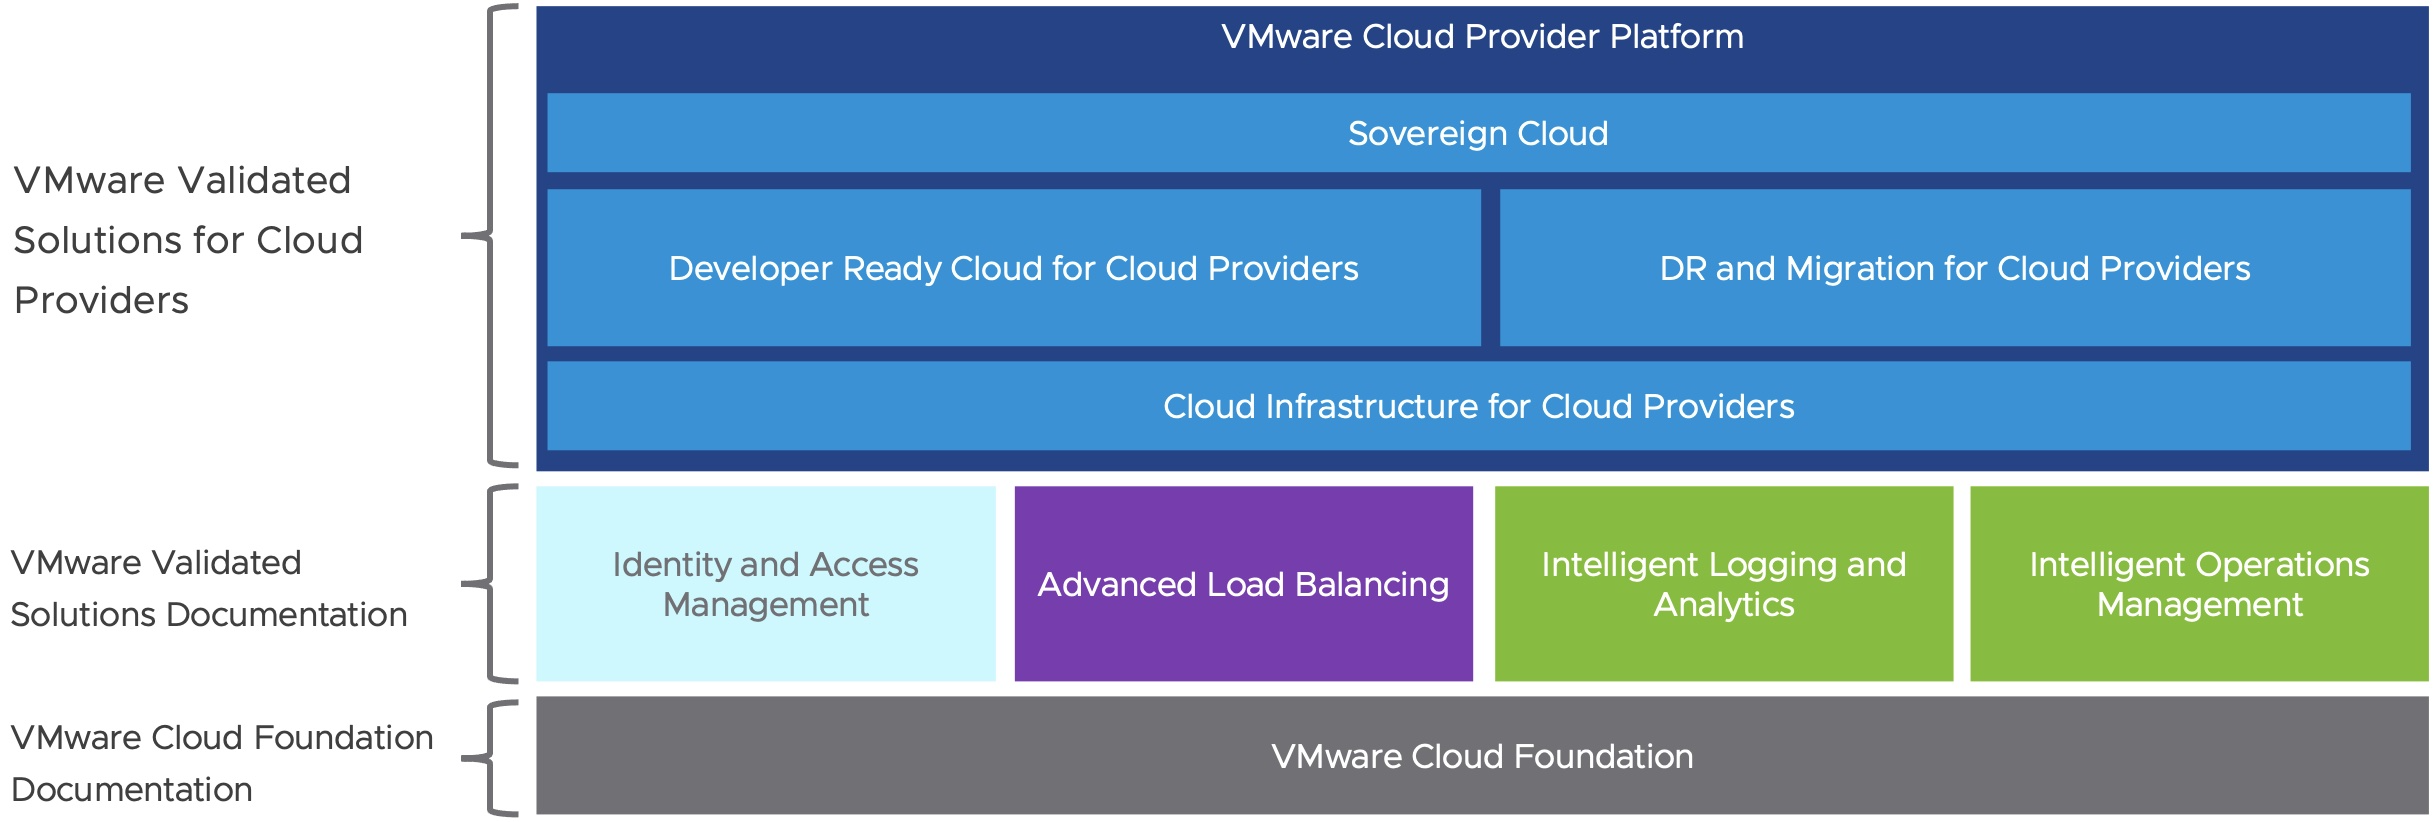 VMware Cloud Provider Platform
Sovereign Cloud
VMware Validated
Solutions for Cloud
Providers
Developer Ready Cloud for Cloud Providers
DR and Migration for Cloud Providers
Cloud Infrastructure for Cloud Providers
VMware Validated
Solutions Documentation
Identity and Access
Management
Advanced Load Balancing
Intelligent Logging and
Analytics
Intelligent Operations
Management
VMware Cloud Foundation
Documentation
VMware Cloud Foundation